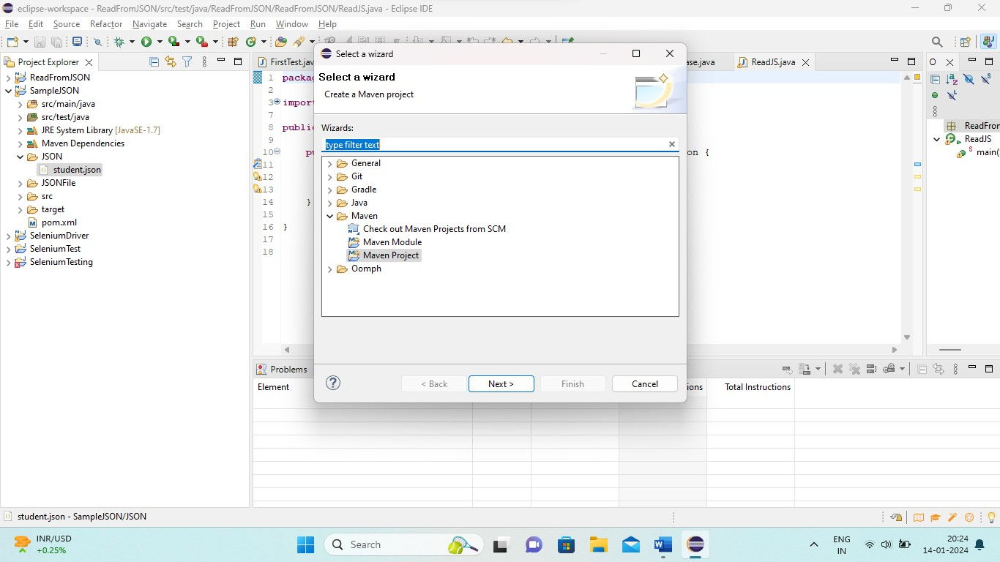 eclipse-workspace - ReadFromJSON/src/test/java/ReadFromJSON/ReadFromJSON/ReadJS.java - Eclipse IDE
File Edit Source Refactor Navigate Search Project Run Window Help
Project Explorer
ReadFromJSON
SampleJSON
src/main/java
src/test/java
JRE System Library [JavaSE-1.7]
Maven Dependencies
JSON
student.json
JSONFile
src
target
pom.xml
SeleniumDriver
SeleniumTest
SeleniumTesting
FirstTest.jav
ase.java
ReadJS.java
1 packag
2
3 import
7
8 public
9
10 pu on {
11
12
13
14 }
15
16 }
17
18
Select a wizard
Select a wizard
Create a Maven project
Wizards:
type filter text
General
Git
Gradle
Java
Maven
Check out Maven Projects from SCM
Maven Module
Maven Project
Oomph
< Back Next > Finish Cancel
O
ReadFron
ReadJS
main(
Problems
Element ions Total Instructions
student.json - SampleJSON/JSON
INR/USD
+0.25%
Search
ENG
IN
20:24
14-01-2024